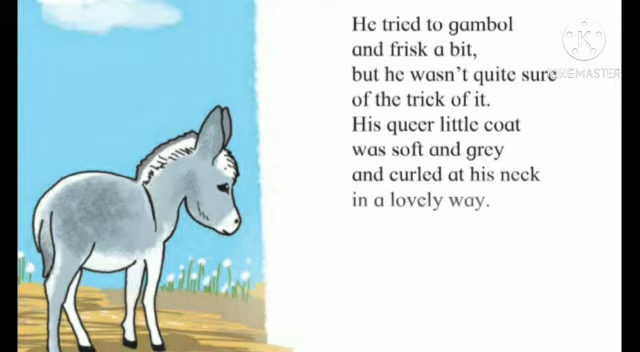 He tried to gambol
and frisk a bit,
but he wasn't quite sure
of the trick of it.
His queer little coat
was soft and grey
and curled at his neck
in a lovely way.
KINEMASTER